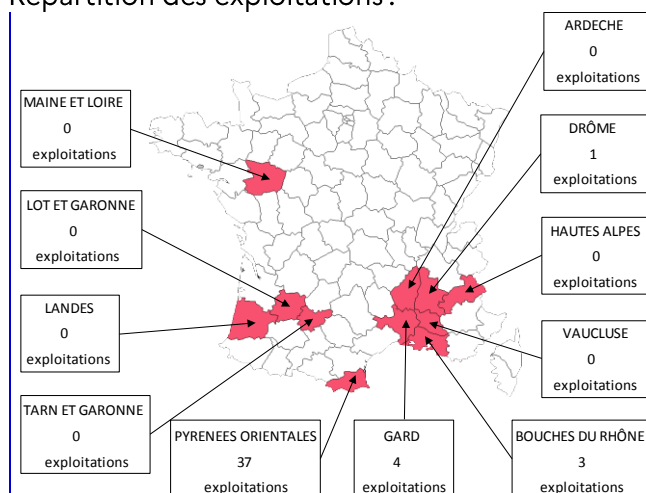 Répartition des exploitations :
ARDECHE
0
exploitations
MAINE ET LOIRE
0
exploitations
DRÔME
1
exploitations
LOT ET GARONNE
0
exploitations
HAUTES ALPES
0
exploitations
LANDES
0
exploitations
VAUCLUSE
0
exploitations
TARN ET GARONNE
0
exploitations
PYRENEES ORIENTALES
37
exploitations
GARD
4
exploitations
BOUCHES DU RHÔNE
3
exploitations